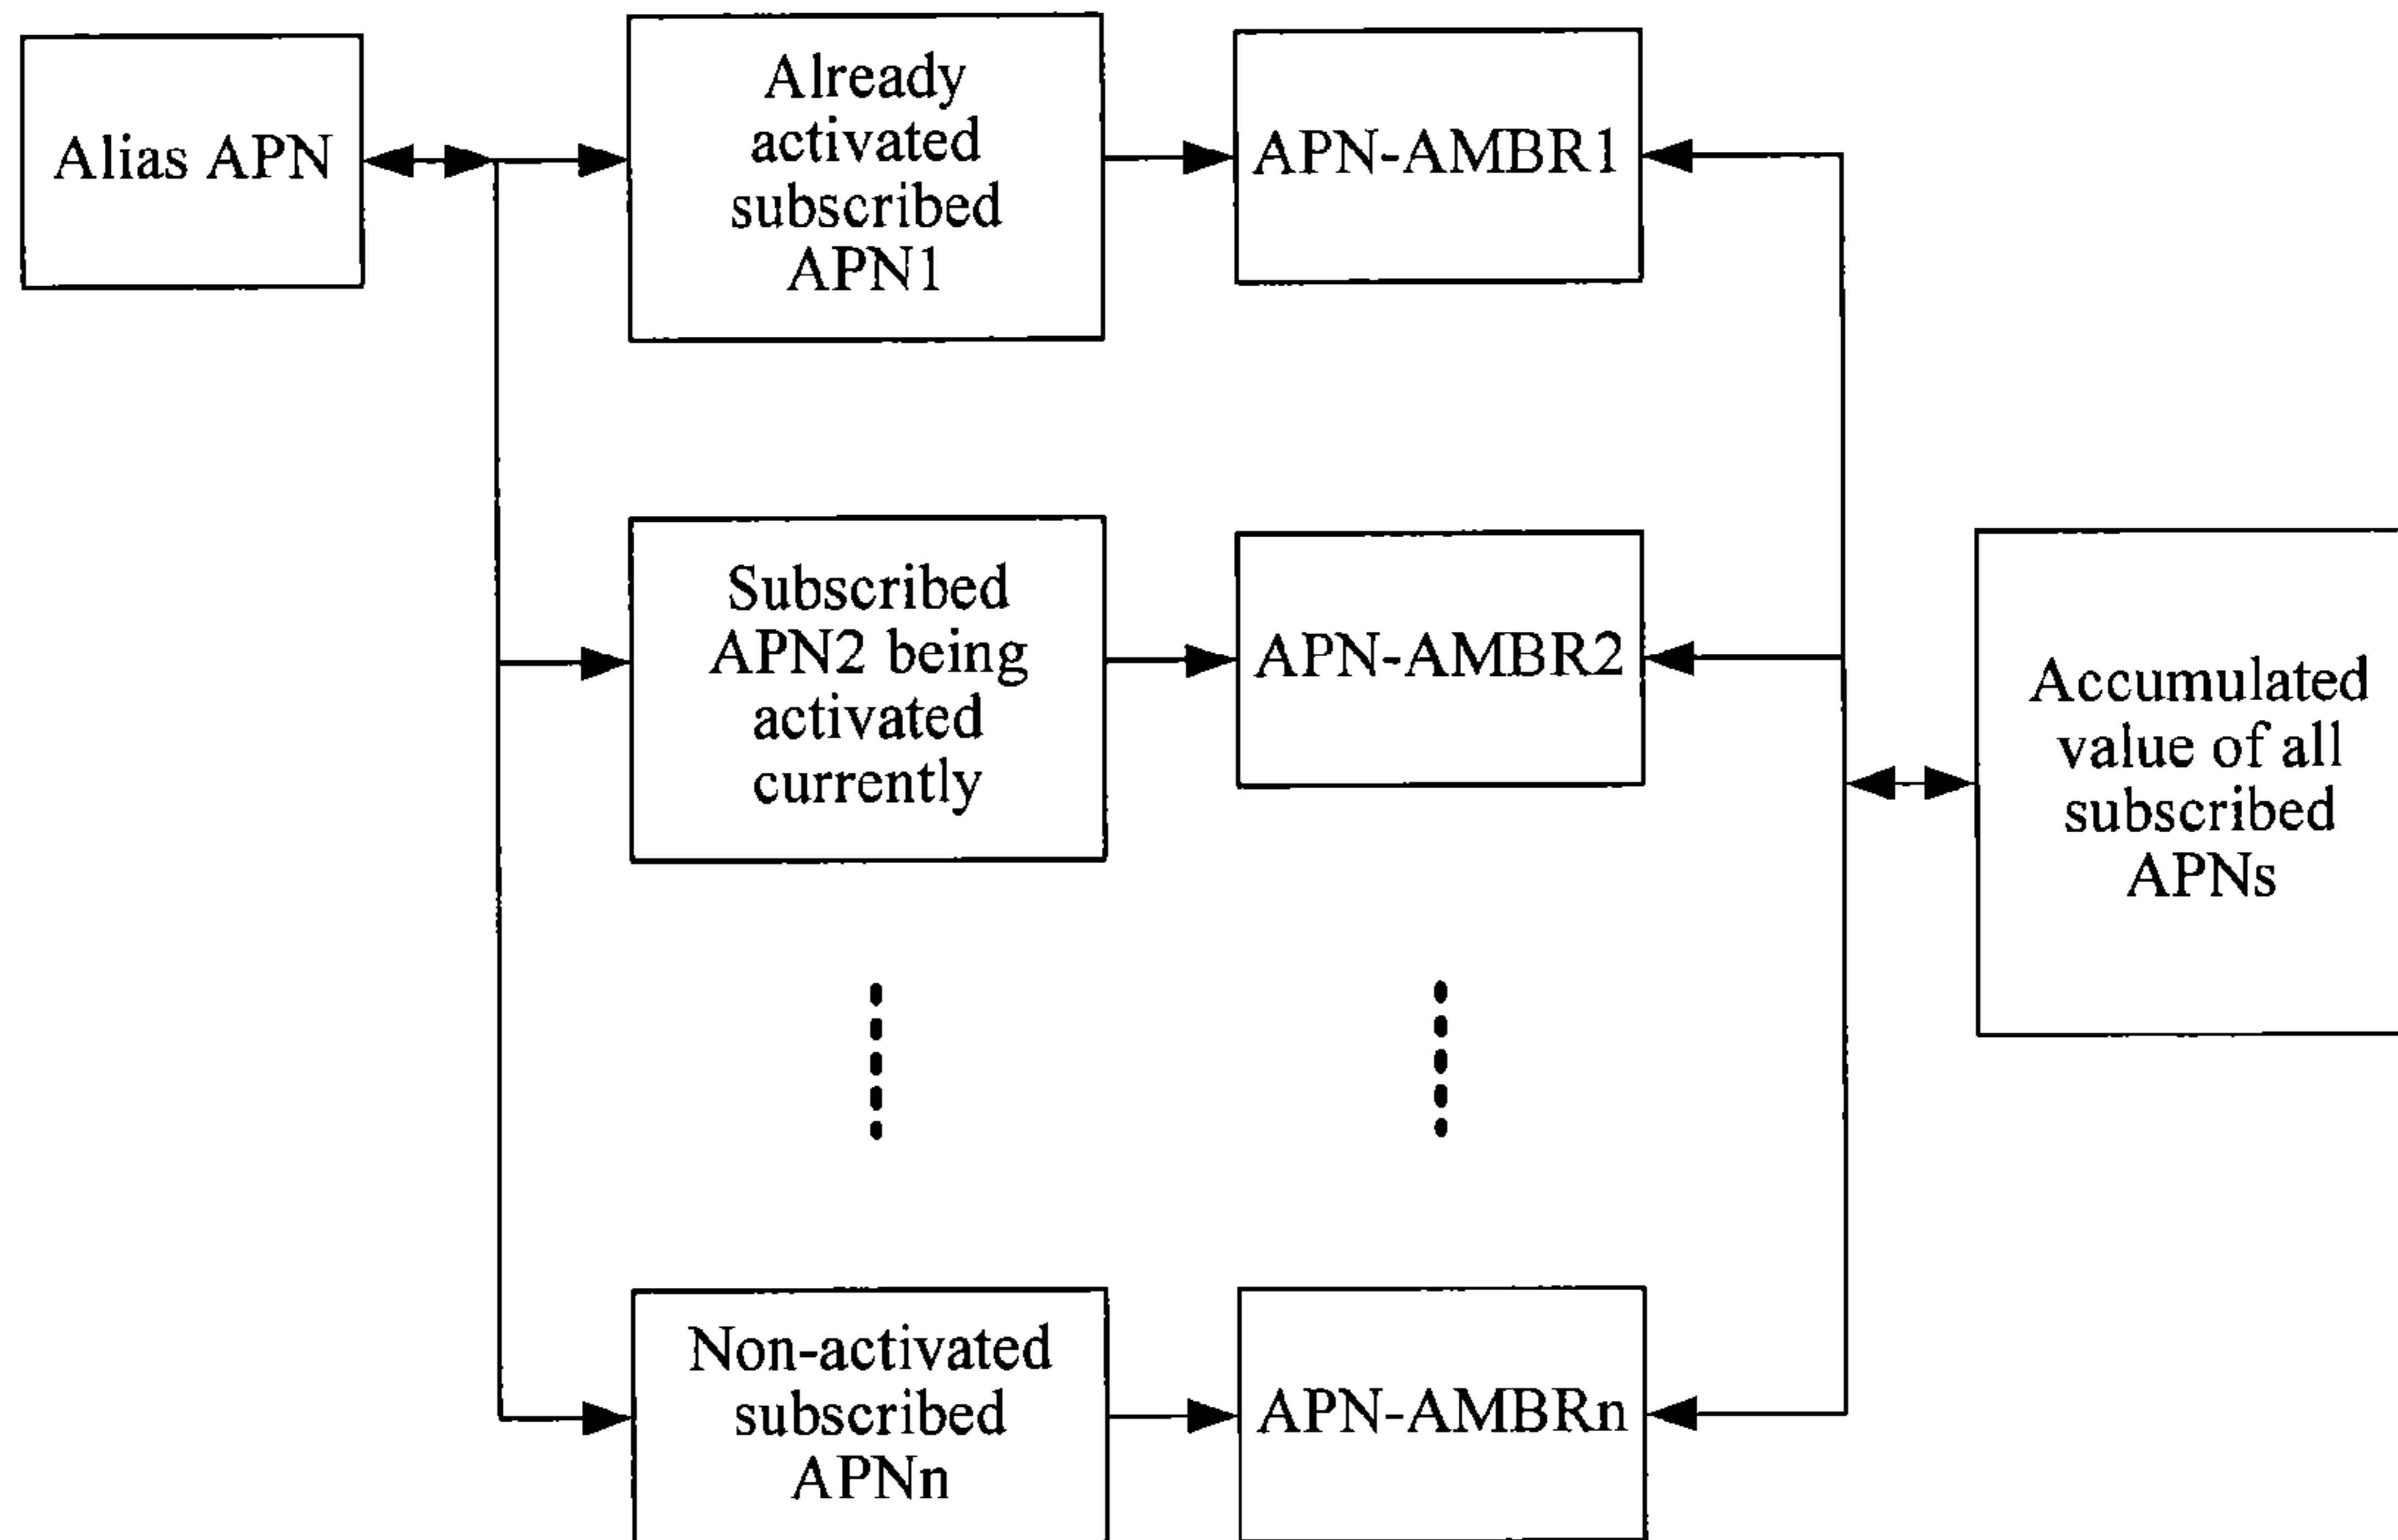 Alias APN
Already
activated
subscribed
APN1
APN-AMBR1
Subscribed
APN2 being
activated
currently
APN-AMBR2
Accumulated
value of all
subscribed
APNs
Non-activated
subscribed
APNn
APN-AMBRn